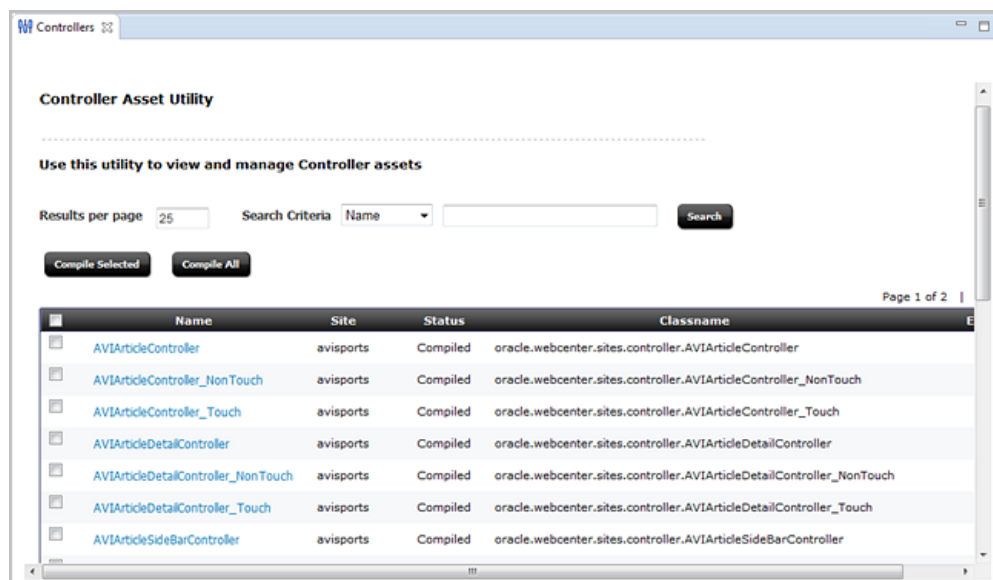 Controllers
Controller Asset Utility
Use this utility to view and manage Controller assets
Results per page 25 Search Criteria Name Search
Compile Selected Compile All
Page 1 of 2 |
Name Site Status Classname E
AVIArticleController avisports Compiled oracle.webcenter.sites.controller.AVIArticleController
AVIArticleController_NonTouch avisports Compiled oracle.webcenter.sites.controller.AVIArticleController_NonTouch
AVIArticleController_Touch avisports Compiled oracle.webcenter.sites.controller.AVIArticleController_Touch
AVIArticleDetailController avisports Compiled oracle.webcenter.sites.controller.AVIArticleDetailController
AVIArticleDetailController_NonTouch avisports Compiled oracle.webcenter.sites.controller.AVIArticleDetailController_NonTouch
AVIArticleDetailController_Touch avisports Compiled oracle.webcenter.sites.controller.AVIArticleDetailController_Touch
AVIArticleSideBarController avisports Compiled oracle.webcenter.sites.controller.AVIArticleSideBarController